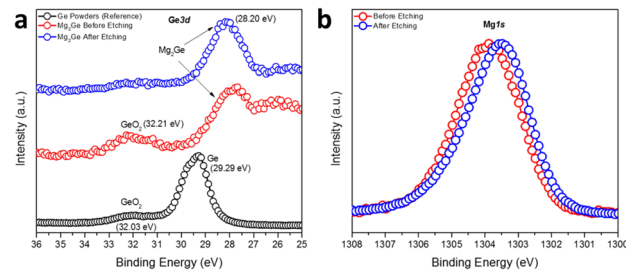 a
Ge Powders (Reference)
Mg₂Ge Before Etching
Mg₂Ge After Etching
Ge3d
(28.20 eV)
Mg₂Ge
GeO₂ (32.21 eV)
Ge
(29.29 eV)
GeO₂
(32.03 eV)
Intensity (a.u.)
36 35 34 33 32 31 30 29 28 27 26 25
Binding Energy (eV)
b
Before Etching
After Etching
Mg1s
Intensity (a.u.)
1308 1307 1306 1305 1304 1303 1302 1301 1300
Binding Energy (eV)